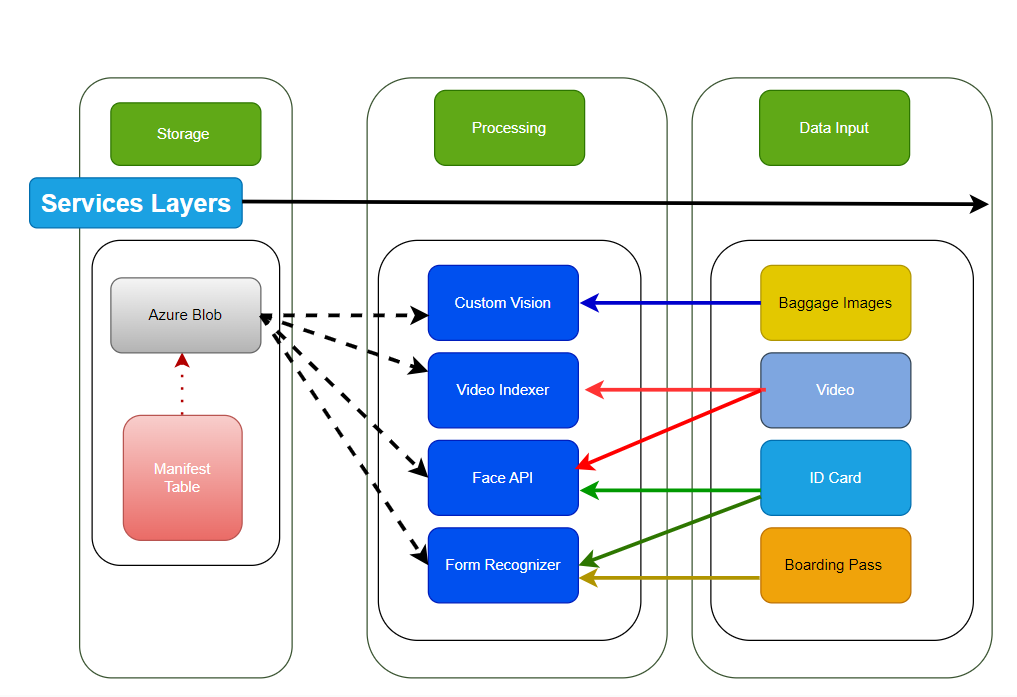 Storage
Processing
Data Input
Services Layers
Azure Blob
Manifest
Table
Custom Vision
Video Indexer
Face API
Form Recognizer
Baggage Images
Video
ID Card
Boarding Pass